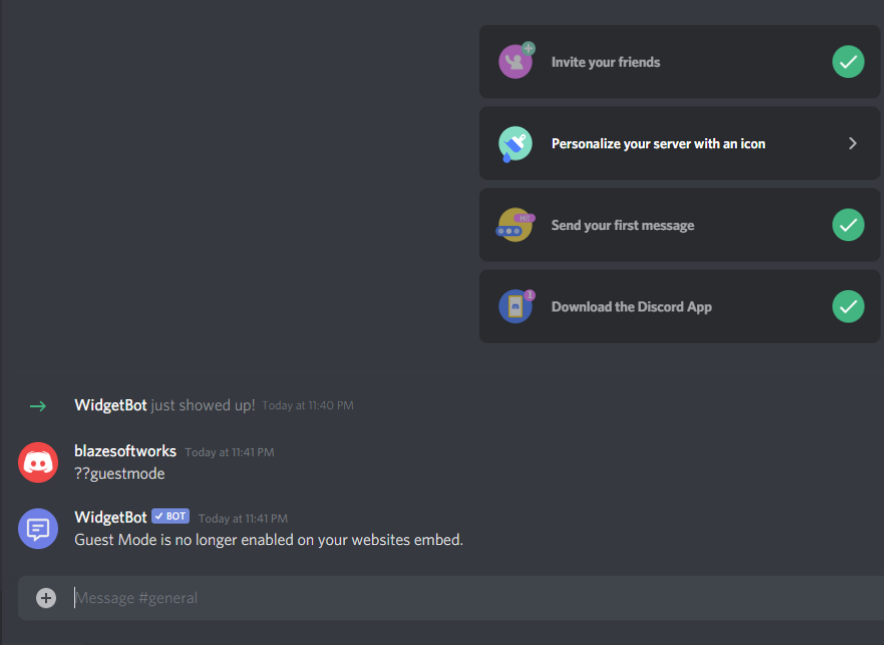 Invite your friends
Personalize your server with an icon
Hi!
Send your first message
1
Download the Discord App
WidgetBot just showed up! Today at 11:40 PM
blazesoftworks Today at 11:41 PM
??guestmode
WidgetBot ✓ BOT Today at 11:41 PM
Guest Mode is no longer enabled on your websites embed.
Message #general